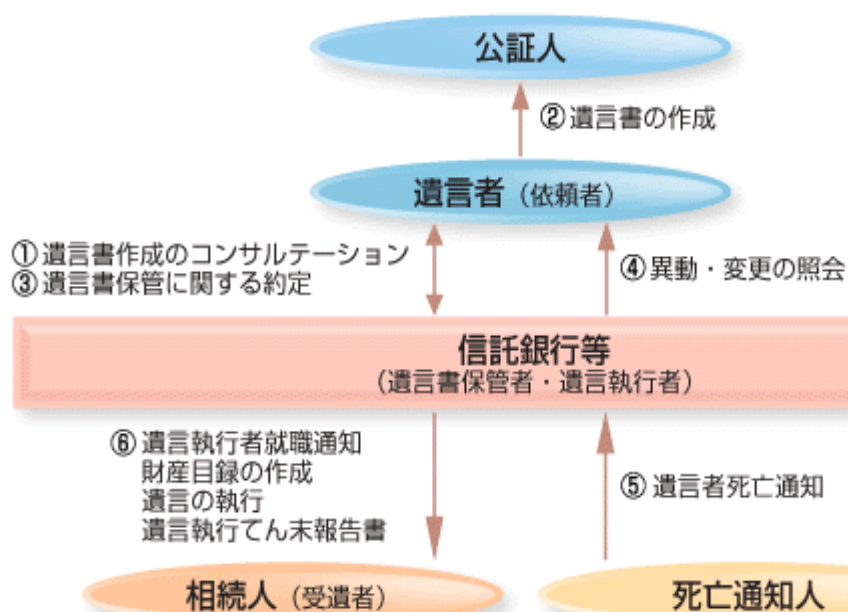 公証人
②遺言書の作成
遺言者（依頼者）
①遺言書作成のコンサルテーション
③遺言書保管に関する約定
④異動・変更の照会
信託銀行等
（遺言書保管者・遺言執行者）
⑥遺言執行者就職通知
財産目録の作成
遺言の執行
遺言執行てん末報告書
⑤遺言者死亡通知
相続人（受遺者）
死亡通知人